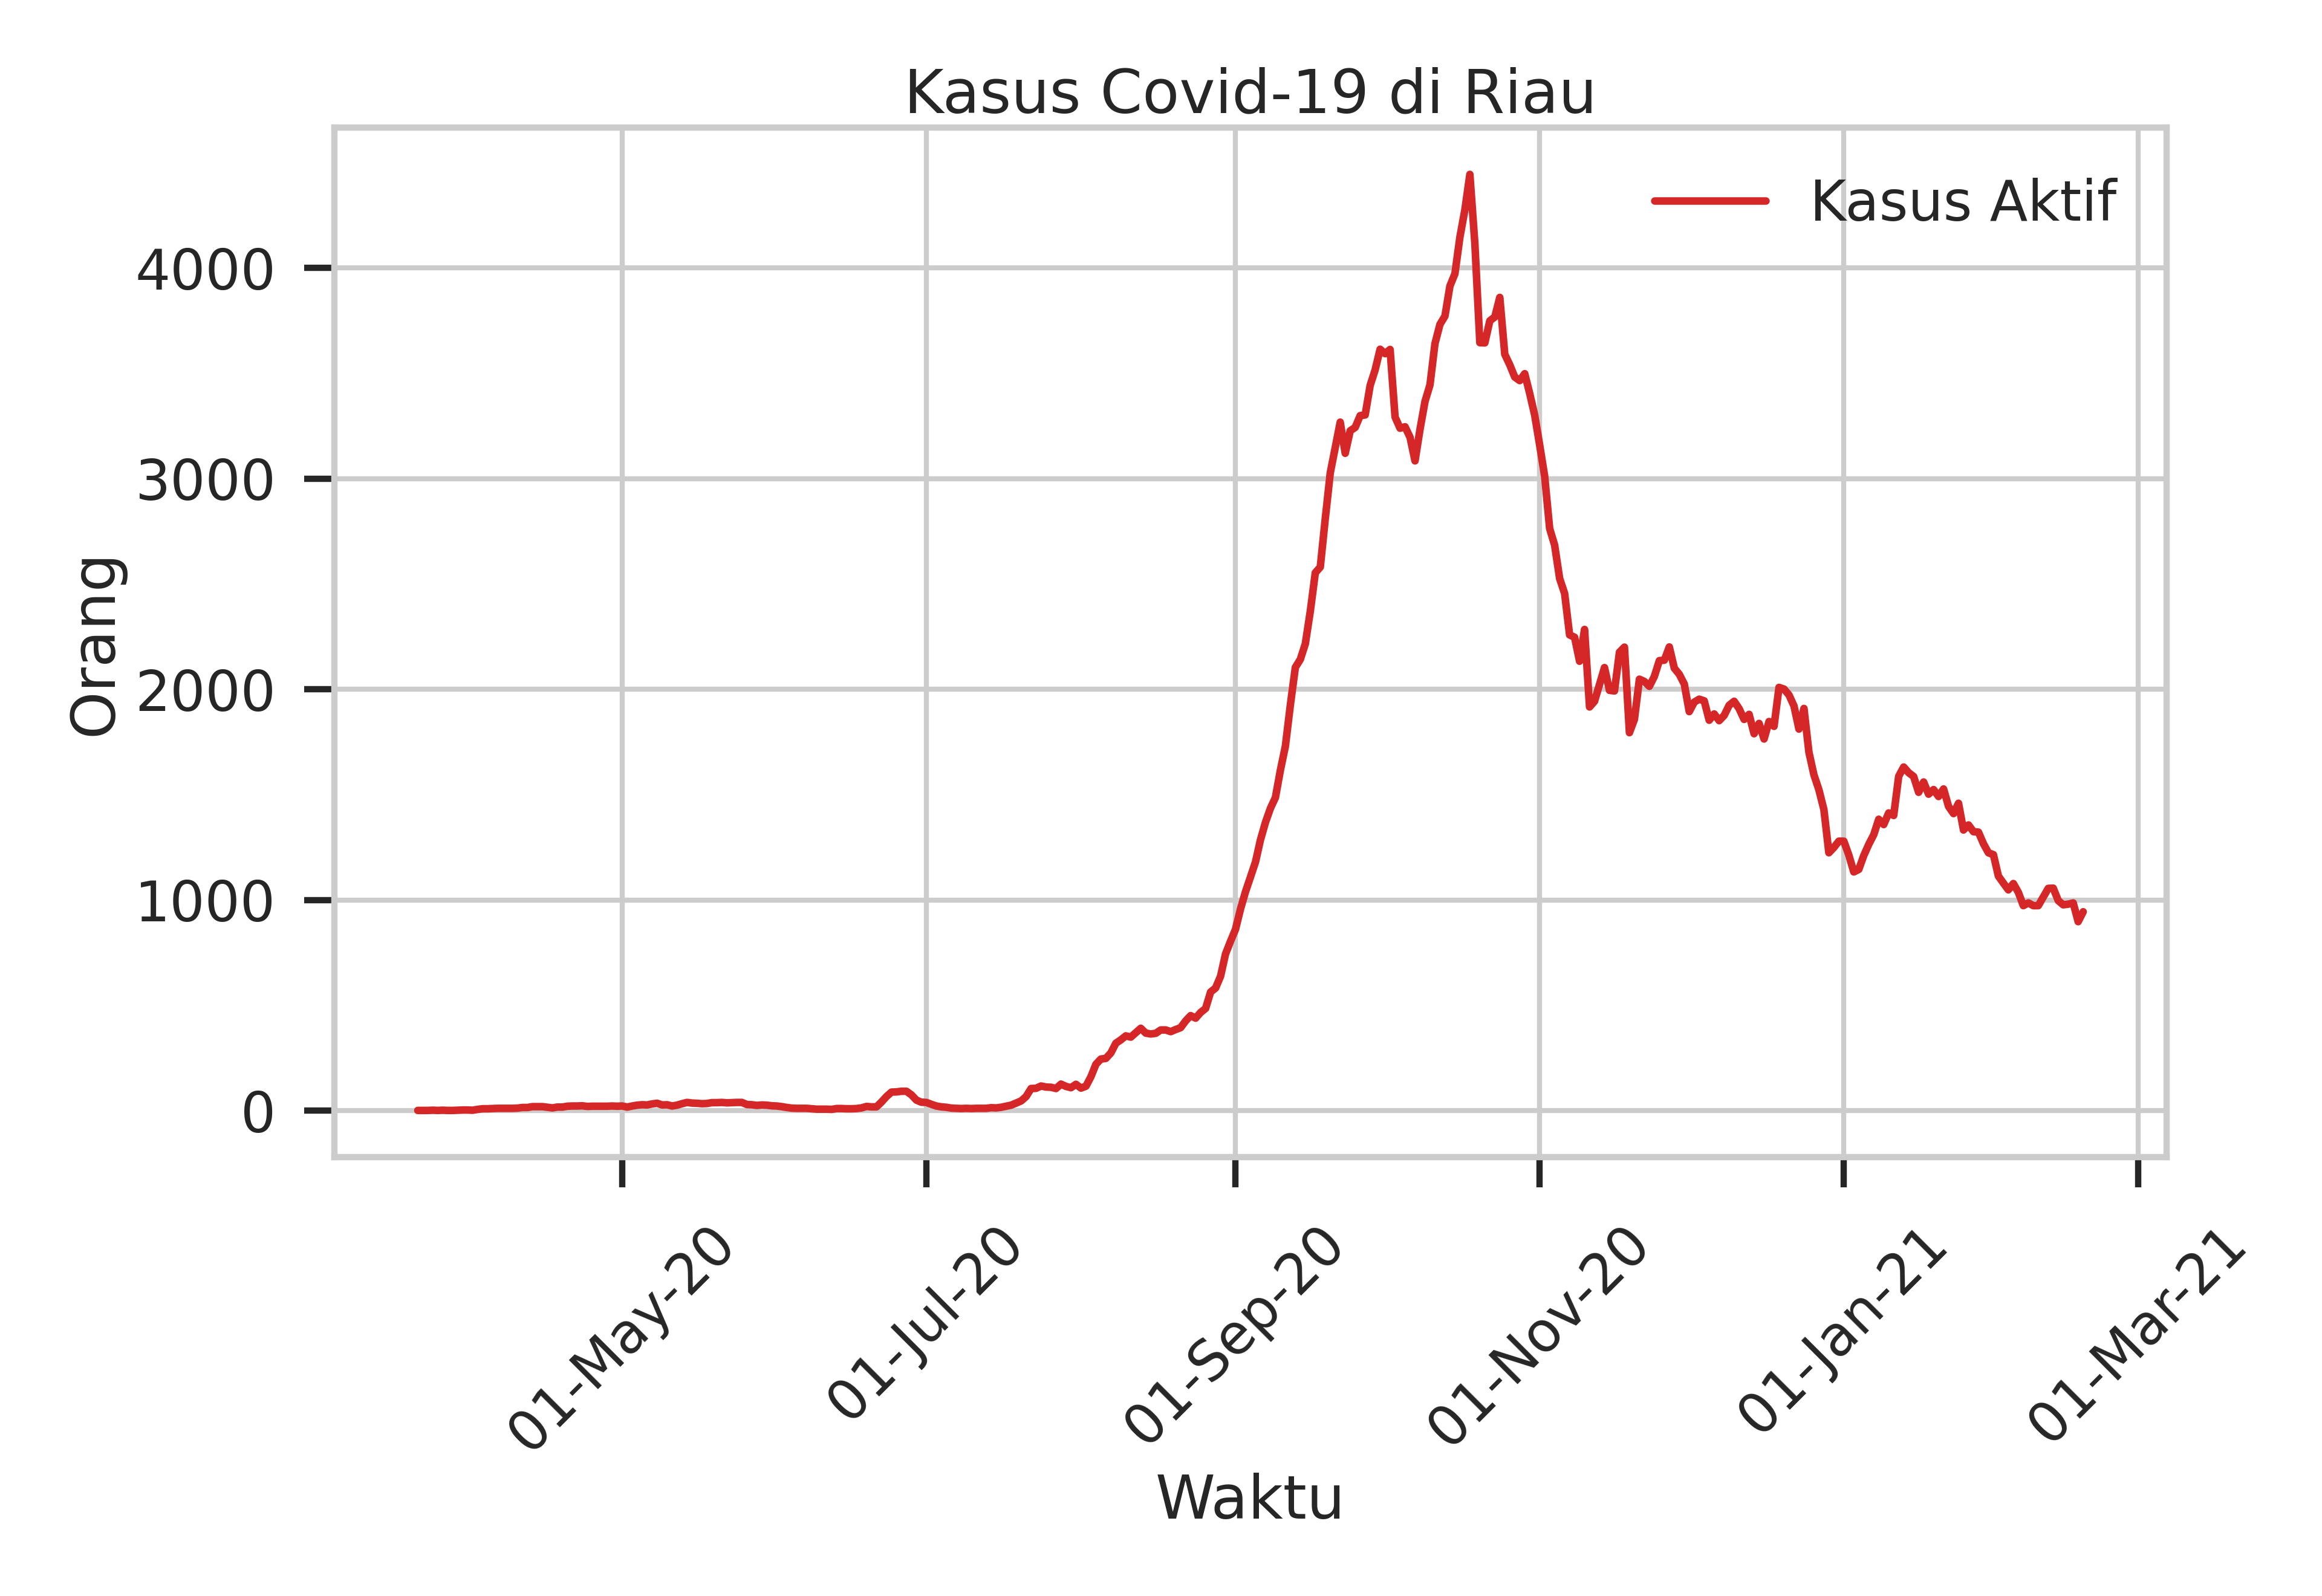 Kasus Covid-19 di Riau
Kasus Aktif
4000
3000
2000
1000
0
Orang
01-May-20
01-Jul-20
01-Sep-20
01-Nov-20
01-Jan-21
01-Mar-21
Waktu